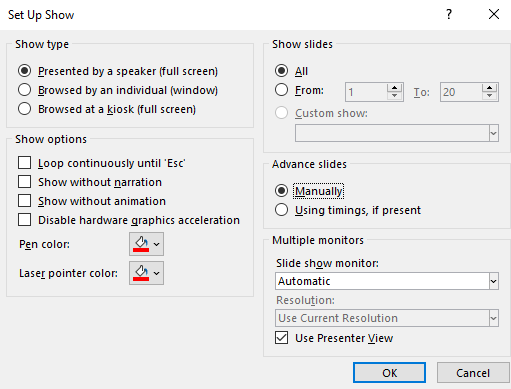 Set Up Show
?
Show type
Presented by a speaker (full screen)
Browsed by an individual (window)
Browsed at a kiosk (full screen)
Show options
Loop continuously until 'Esc'
Show without narration
Show without animation
Disable hardware graphics acceleration
Pen color:
Laser pointer color:
Show slides
All
From: 1 To: 20
Custom show:
Advance slides
Manually
Using timings, if present
Multiple monitors
Slide show monitor:
Automatic
Resolution:
Use Current Resolution
Use Presenter View
OK Cancel